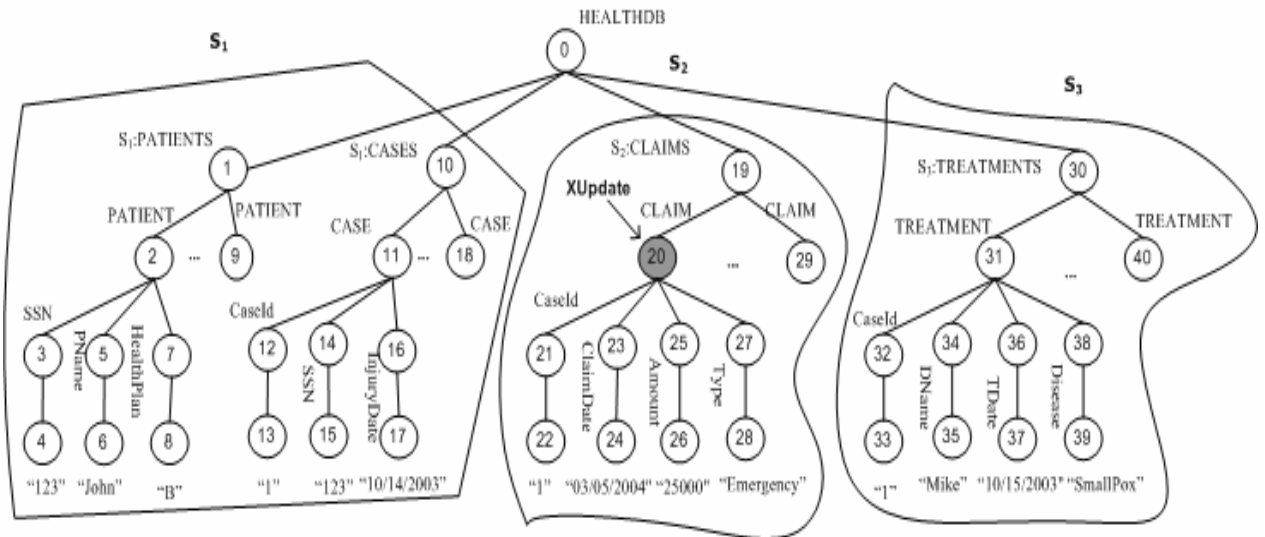 HEALTHDB
0
S1
S2
S3
S1:PATIENTS
1
S1:CASES
10
S2:CLAIMS
19
S3:TREATMENTS
30
XUpdate
PATIENT
PATIENT
2
...
9
CASE
CASE
11
...
18
CLAIM
CLAIM
20
...
29
TREATMENT
TREATMENT
31
...
40
SSN
3
PName
5
HealthPlan
7
CaseId
12
SSN
14
InjuryDate
16
CaseId
21
ClaimDate
23
Amount
25
Type
27
CaseId
32
DName
34
TDate
36
Disease
38
4
6
8
13
15
17
22
24
26
28
33
35
37
39
“123” “John” “B” “1” “123” “10/14/2003” “1” “03/05/2004” “25000” “Emergency” “1” “Mike” “10/15/2003” “SmallPox”